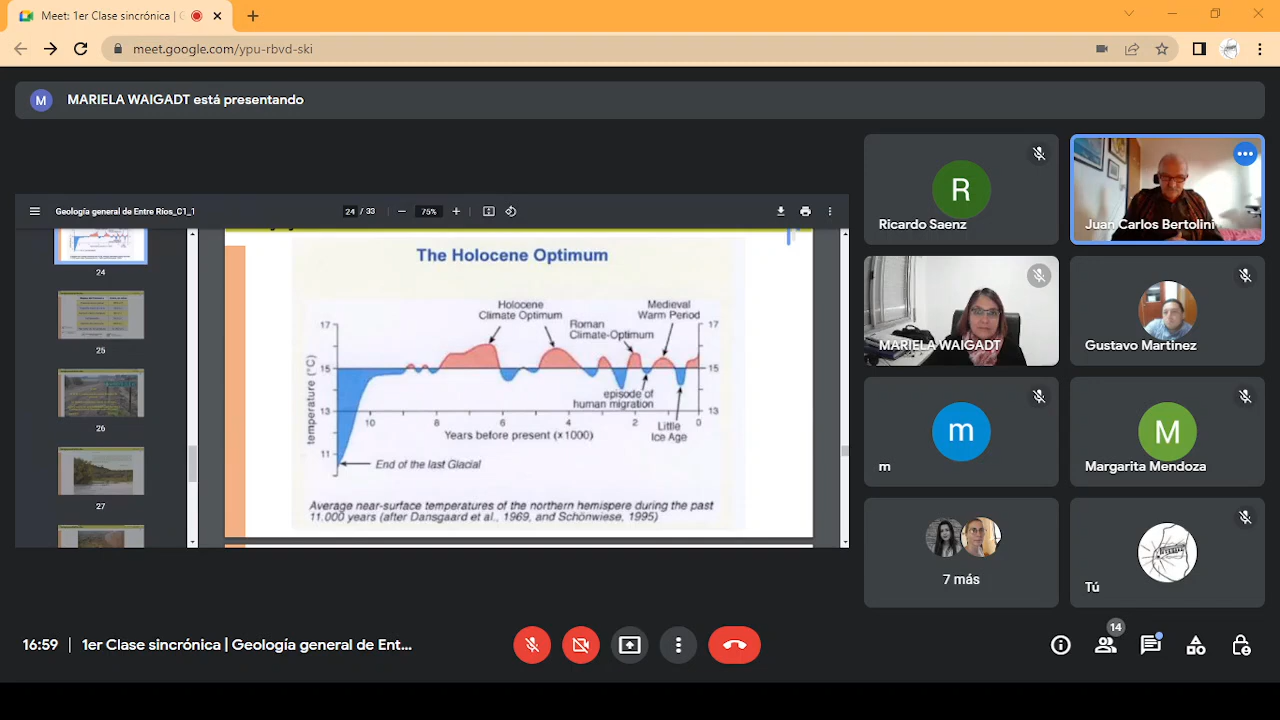 Meet: 1er Clase sincrónica | G
meet.google.com/ypu-rbvd-ski
M MARIELA WAIGADT está presentando
Geología general de Entre Ríos_C1_1
24 / 33
75%
24
25
26
27
The Holocene Optimum
Holocene
Climate Optimum
Roman
Climate-Optimum
Medieval
Warm Period
17
15
13
11
temperature (°C)
17
15
13
10 8 6 4 2 0
Years before present (x1000)
episode of
human migration
Little
Ice Age
End of the last Glacial
Average near-surface temperatures of the northern hemispere during the past
11.000 years (after Dansgaard et al., 1969, and Schönwiese, 1995)
R
Ricardo Saenz
Juan Carlos Bertolini
MARIELA WAIGADT
Gustavo Martinez
m
m
M
Margarita Mendoza
7 más
Tú
16:59 | 1er Clase sincrónica | Geología general de Ent...
14